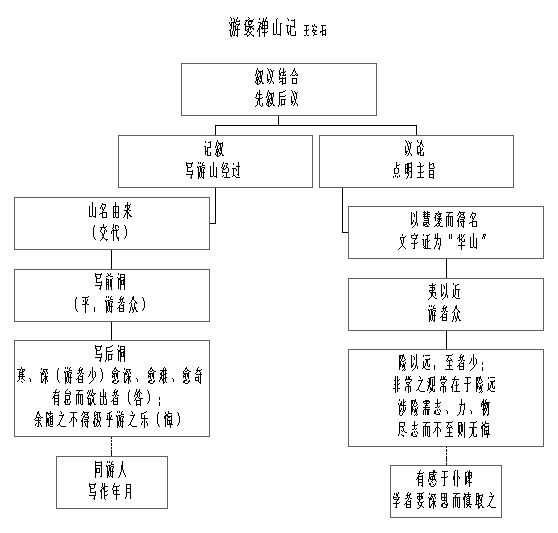 游褒禅山记 王安石
叙议结合
先叙后议
记叙
写游山经过
议论
点明主旨
山名由来
（交代）
写前洞
（平，游者众）
写后洞
寒、深（游者少）愈深、愈难、愈奇
有怠而欲出者（咎）；
余随之不得极乎游之乐（悔）
同游人
写作年月
以慧褒而得名
文字证为“华山”
夷以近
游者众
险以远，至者少；
非常之观常在于险远
涉险需志、力、物
尽志而不至则无悔
有感于仆碑
学者要深思而慎取之